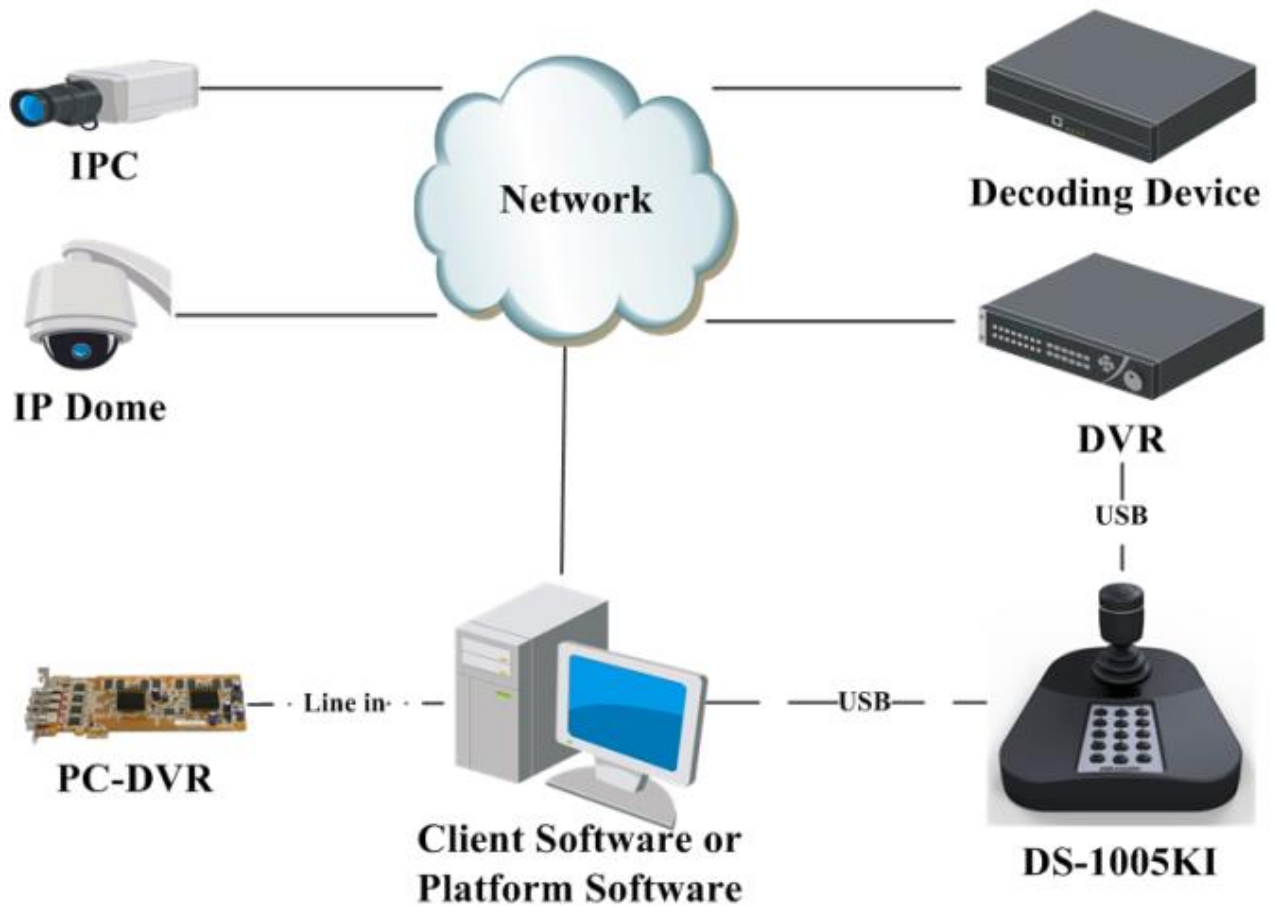 IPC
Network
Decoding Device
IP Dome
DVR
USB
Line in
USB
PC-DVR
Client Software or
Platform Software
DS-1005KI